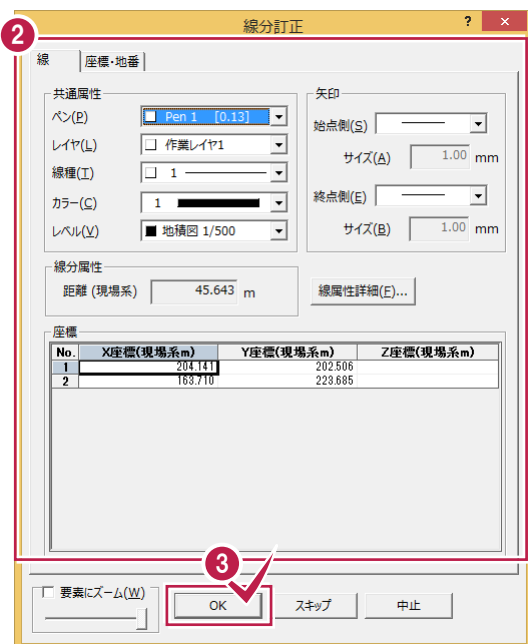 線分訂正 ? ×
2
線 座標・地番
共通属性
ペン(P) Pen 1 [0.13]
レイヤ(L) 作業レイヤ1
線種(T) 1
カラー(C) 1
レベル(V) 地積図 1/500
矢印
始点側(S)
サイズ(A) 1.00 mm
終点側(E)
サイズ(B) 1.00 mm
線分属性
距離 (現場系) 45.643 m
線属性詳細(F)...
座標
No. X座標(現場系m) Y座標(現場系m) Z座標(現場系m)
1 204.141 202.506
2 163.710 223.685
3
要素にズーム(W)
OK スキップ 中止